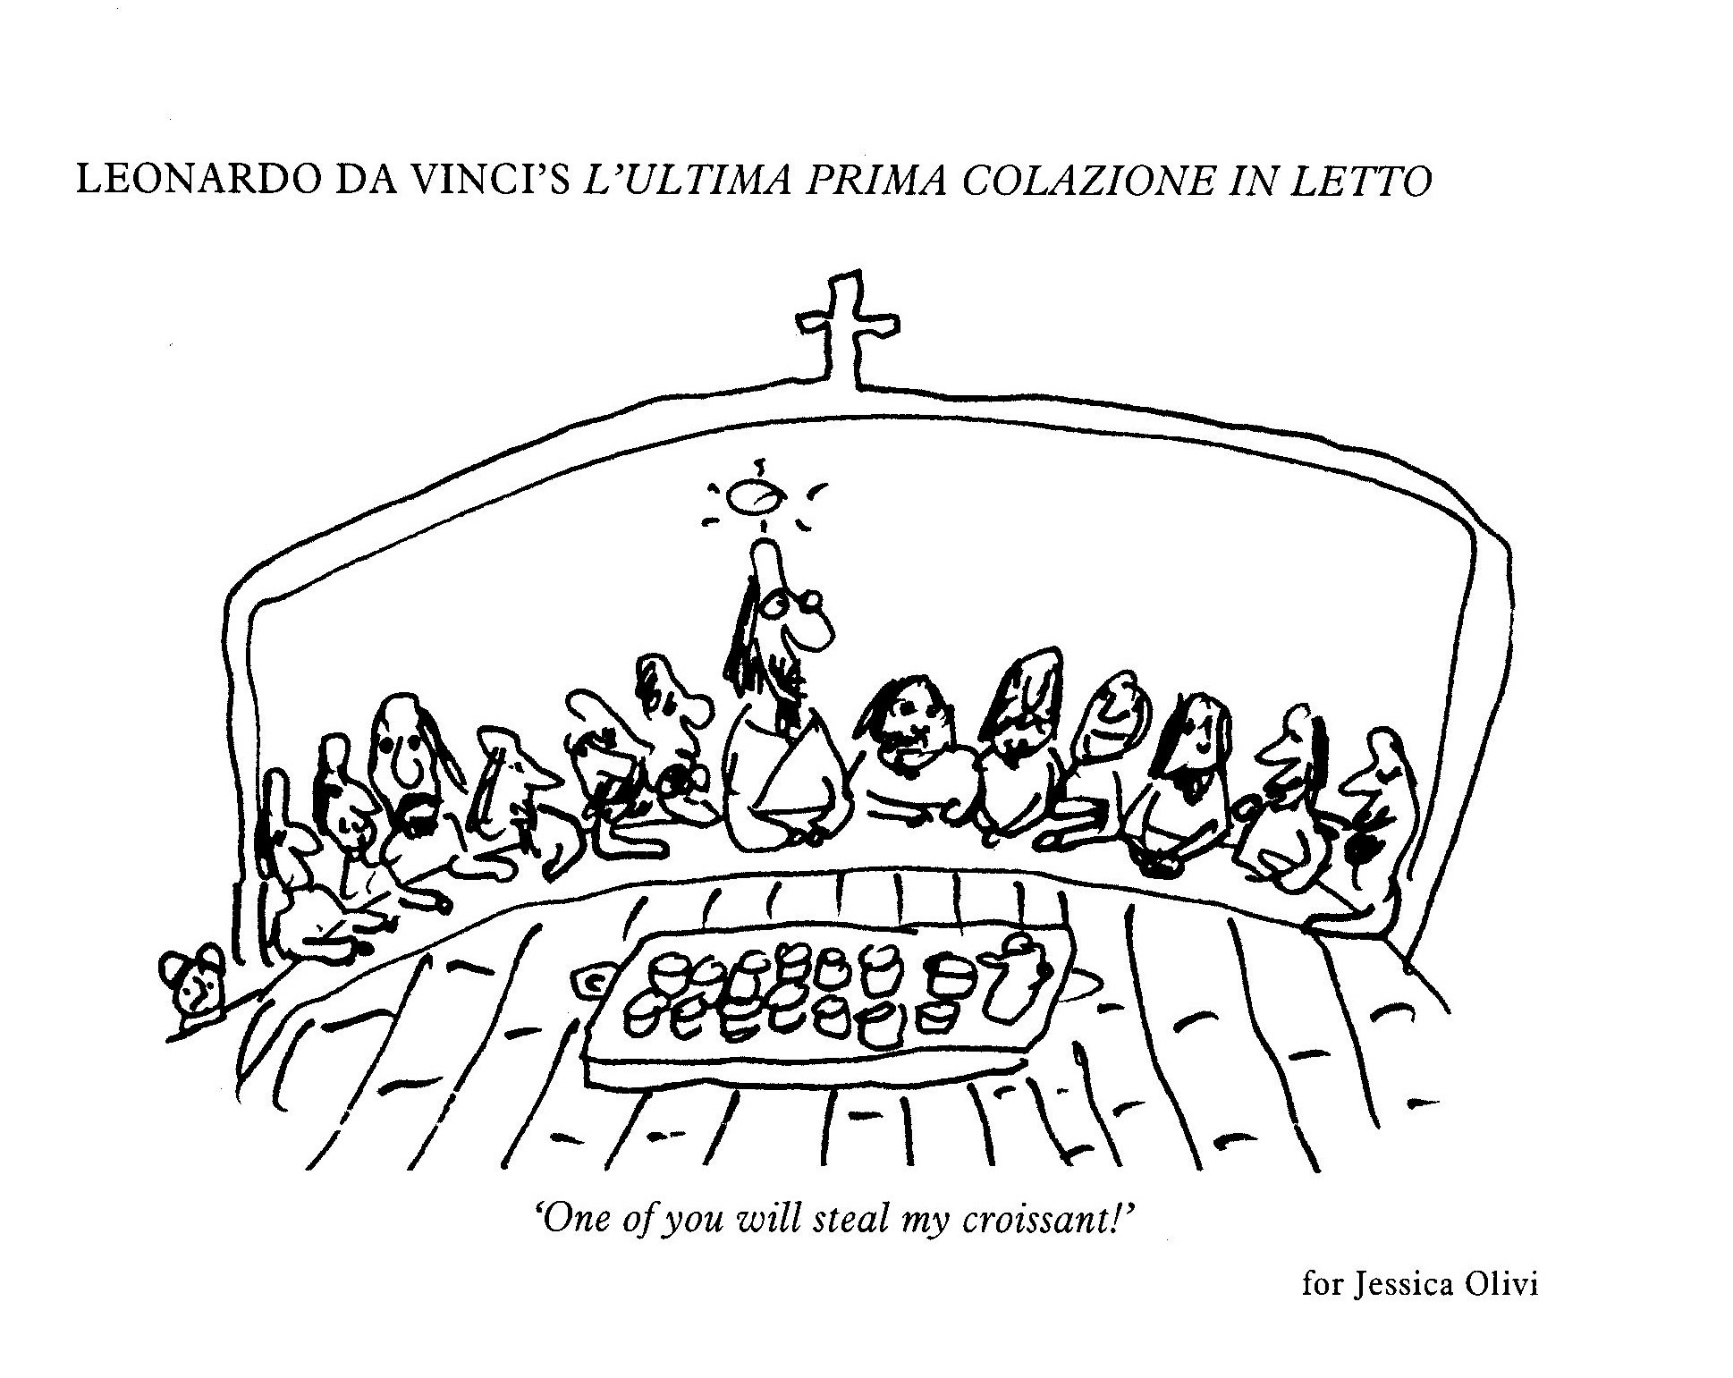 LEONARDO DA VINCI'S L'ULTIMA PRIMA COLAZIONE IN LETTO
‘One of you will steal my croissant!’
for Jessica Olivi